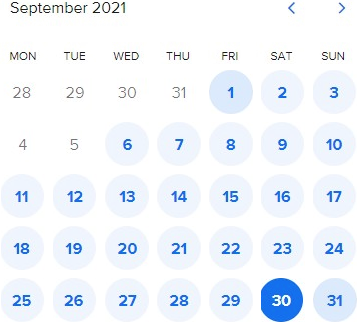 September 2021
MON TUE WED THU FRI SAT SUN
28 29 30 31 1 2 3
4 5 6 7 8 9 10
11 12 13 14 15 16 17
18 19 20 21 22 23 24
25 26 27 28 29 30 31